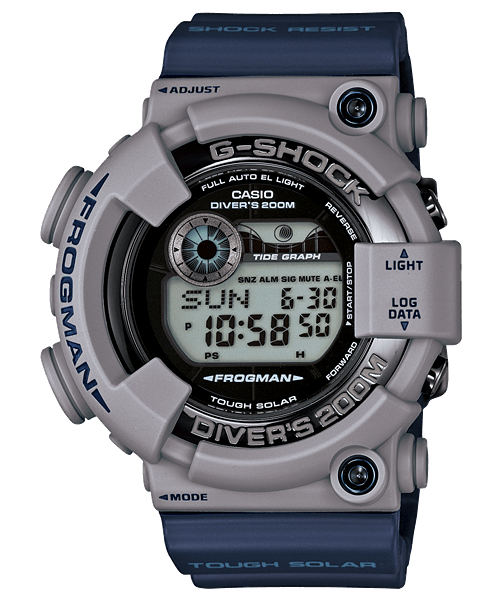 SHOCK RESIST
◄ADJUST
G-SHOCK
FULL AUTO EL LIGHT
CASIO
DIVER'S 200M
REVERSE
◄FROGMAN►
TIDE GRAPH
▲
LIGHT
SNZ ALM SIG MUTE A-EL
SUN 6-30
►START/STOP
LOG
DATA
▼
P 10:58 50
PS H
FORWARD
◄FROGMAN►
TOUGH SOLAR
DIVER'S 200M
◄MODE
TOUGH SOLAR